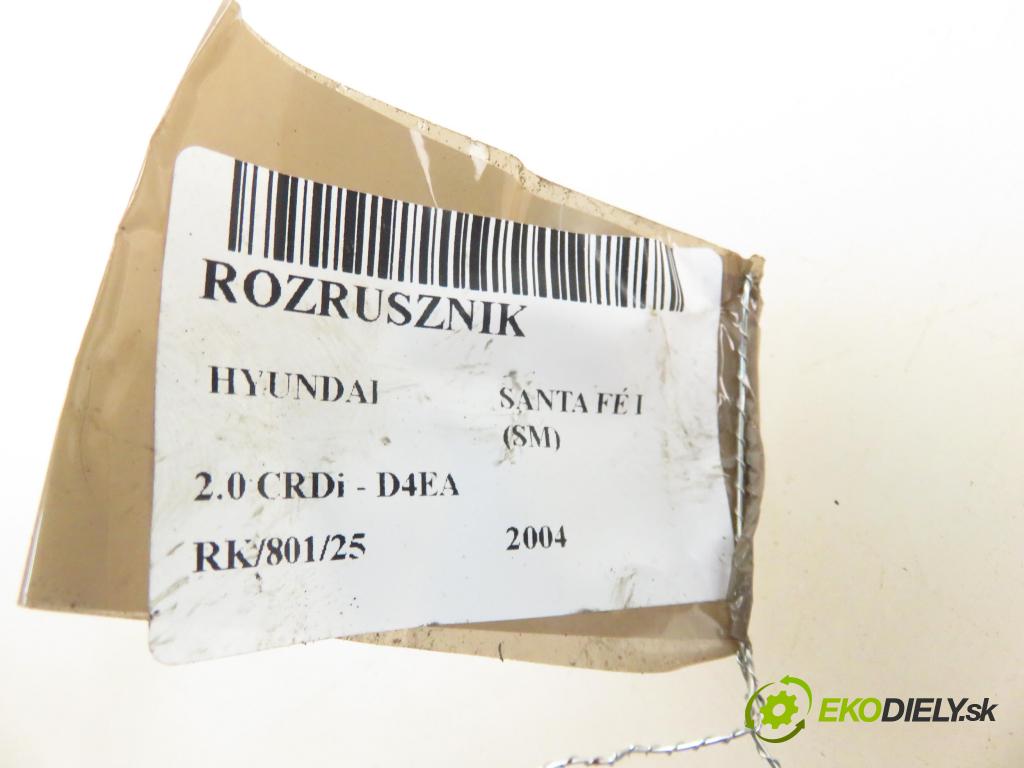 ROZRUSZNIK
HYUNDAI SANTA FÉ I
(SM)
2.0 CRDi - D4EA
RK/801/25 2004
EKODIELY.sk